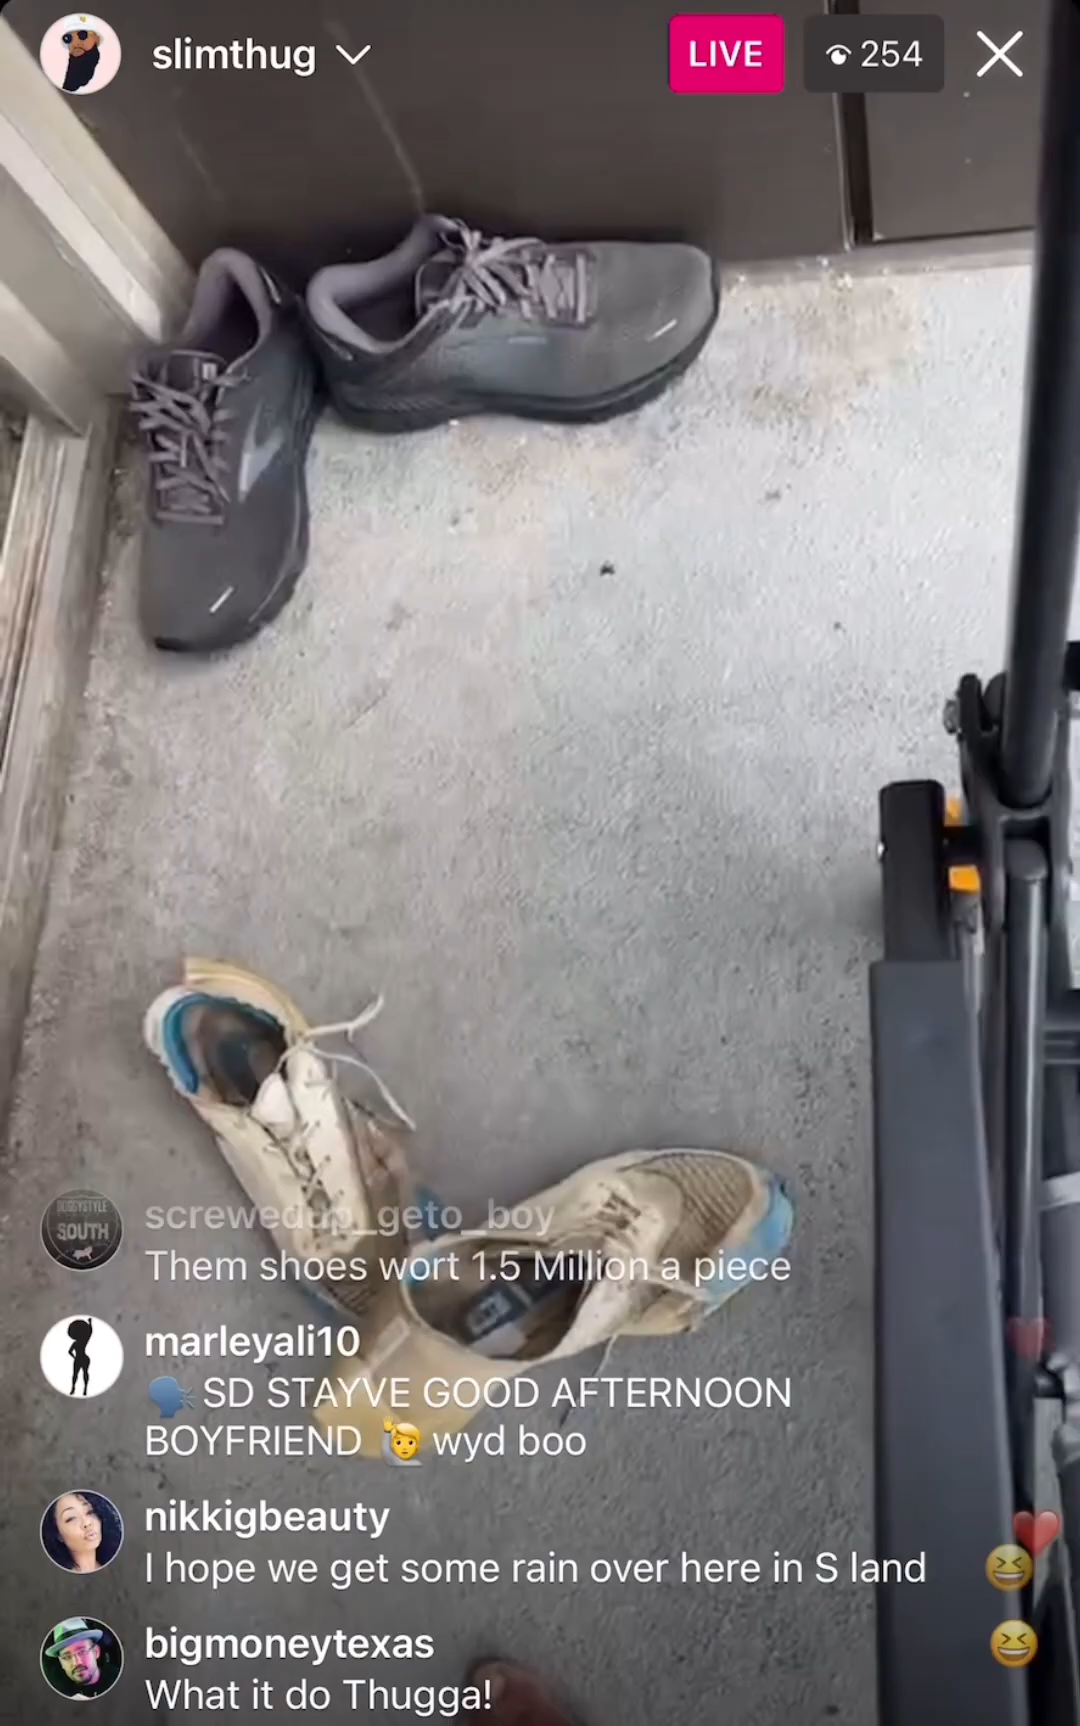 slimthug
LIVE
254
DOGGYSTYLE
SOUTH
screwedup_geto_boy
Them shoes wort 1.5 Million a piece
marleyali10
🗣️ SD STAYVE GOOD AFTERNOON
BOYFRIEND 🙋 wyd boo
nikkigbeauty
I hope we get some rain over here in S land
bigmoneytexas
What it do Thugga!